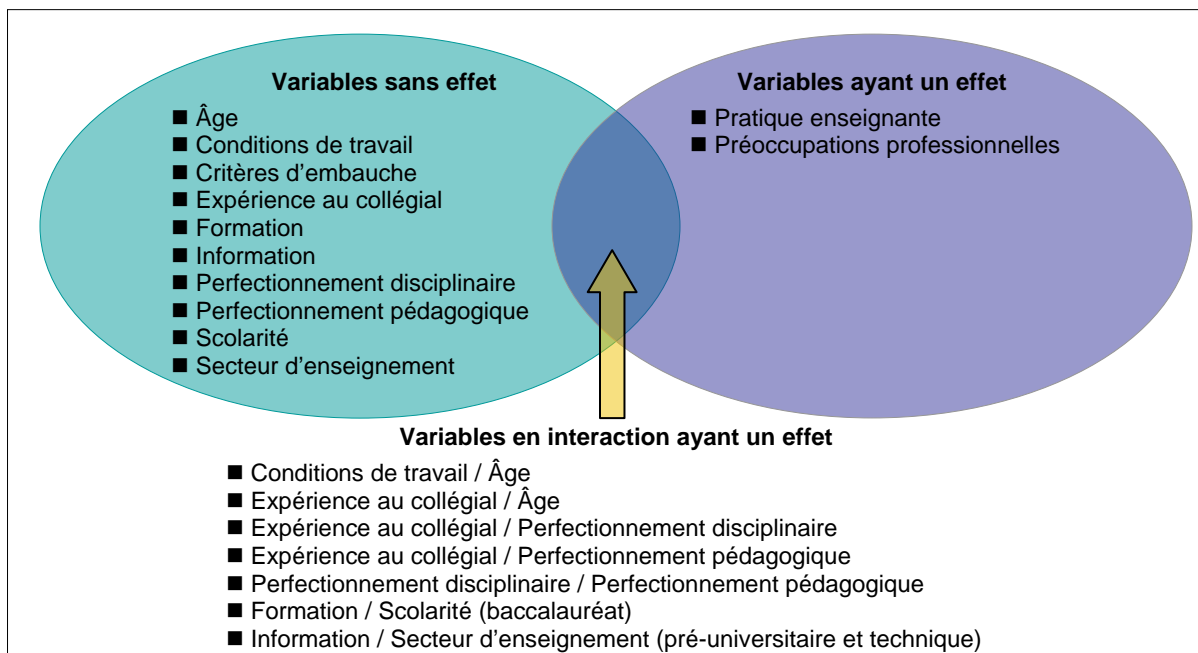 Variables sans effet
■ Âge
■ Conditions de travail
■ Critères d'embauche
■ Expérience au collégial
■ Formation
■ Information
■ Perfectionnement disciplinaire
■ Perfectionnement pédagogique
■ Scolarité
■ Secteur d'enseignement
Variables ayant un effet
■ Pratique enseignante
■ Préoccupations professionnelles
Variables en interaction ayant un effet
■ Conditions de travail / Âge
■ Expérience au collégial / Âge
■ Expérience au collégial / Perfectionnement disciplinaire
■ Expérience au collégial / Perfectionnement pédagogique
■ Perfectionnement disciplinaire / Perfectionnement pédagogique
■ Formation / Scolarité (baccalauréat)
■ Information / Secteur d'enseignement (pré-universitaire et technique)